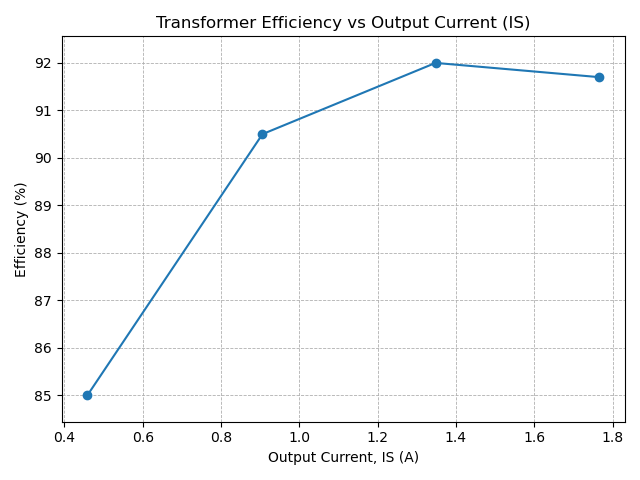 Transformer Efficiency vs Output Current (IS)
92
91
90
89
88
87
86
85
Efficiency (%)
0.4 0.6 0.8 1.0 1.2 1.4 1.6 1.8
Output Current, IS (A)